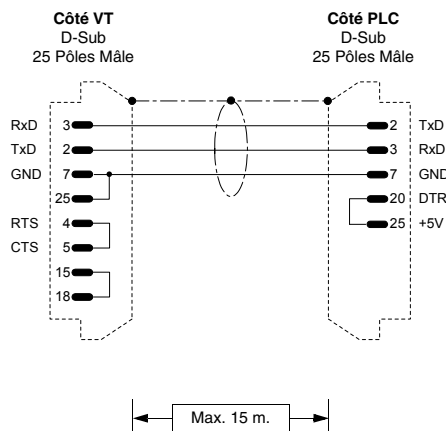 Côté VT
D-Sub
25 Pôles Mâle
Côté PLC
D-Sub
25 Pôles Mâle
RxD 3
TxD 2
GND 7
25
RTS 4
CTS 5
15
18
2 TxD
3 RxD
7 GND
20 DTR
25 +5V
Max. 15 m.